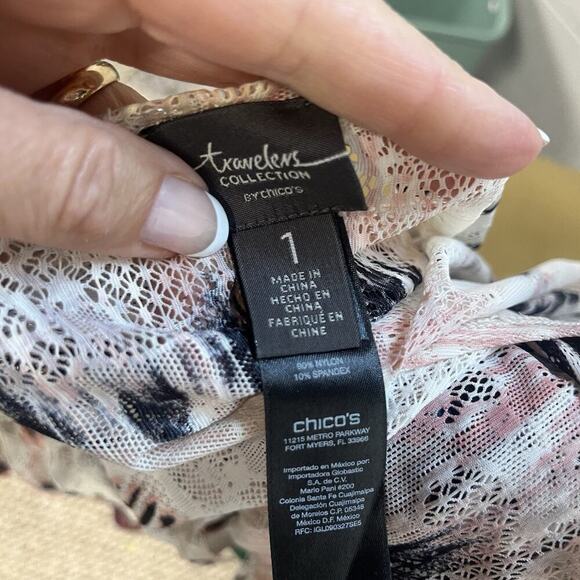 travelers
COLLECTION
BY CHICO'S
1
MADE IN
CHINA
HECHO EN
CHINA
FABRIQUÉ EN
CHINE
90% NYLON
10% SPANDEX
chico's
11215 METRO PARKWAY
FORT MYERS, FL 33966
Importado en México por:
Importadora Globastic
S.A. de C.V.
Mario Pani #200
Colonia Santa Fe Cuajimalpa
Delegación Cuajimalpa
de Morelos C.P. 05348
México D.F. México
RFC: IGL090327SE5